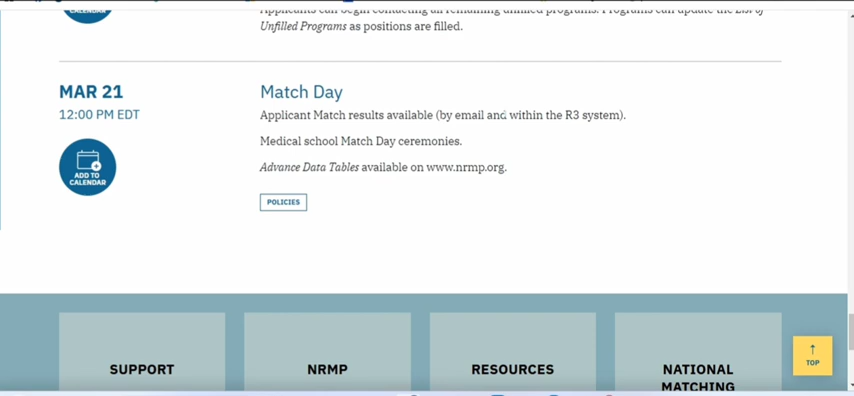 CALENDAR
Applicants can begin contacting all remaining unfilled programs. Programs can update the List of
Unfilled Programs as positions are filled.
MAR 21
12:00 PM EDT
ADD TO
CALENDAR
Match Day
Applicant Match results available (by email and within the R3 system).
Medical school Match Day ceremonies.
Advance Data Tables available on www.nrmp.org.
POLICIES
SUPPORT
NRMP
RESOURCES
NATIONAL
MATCHING
TOP